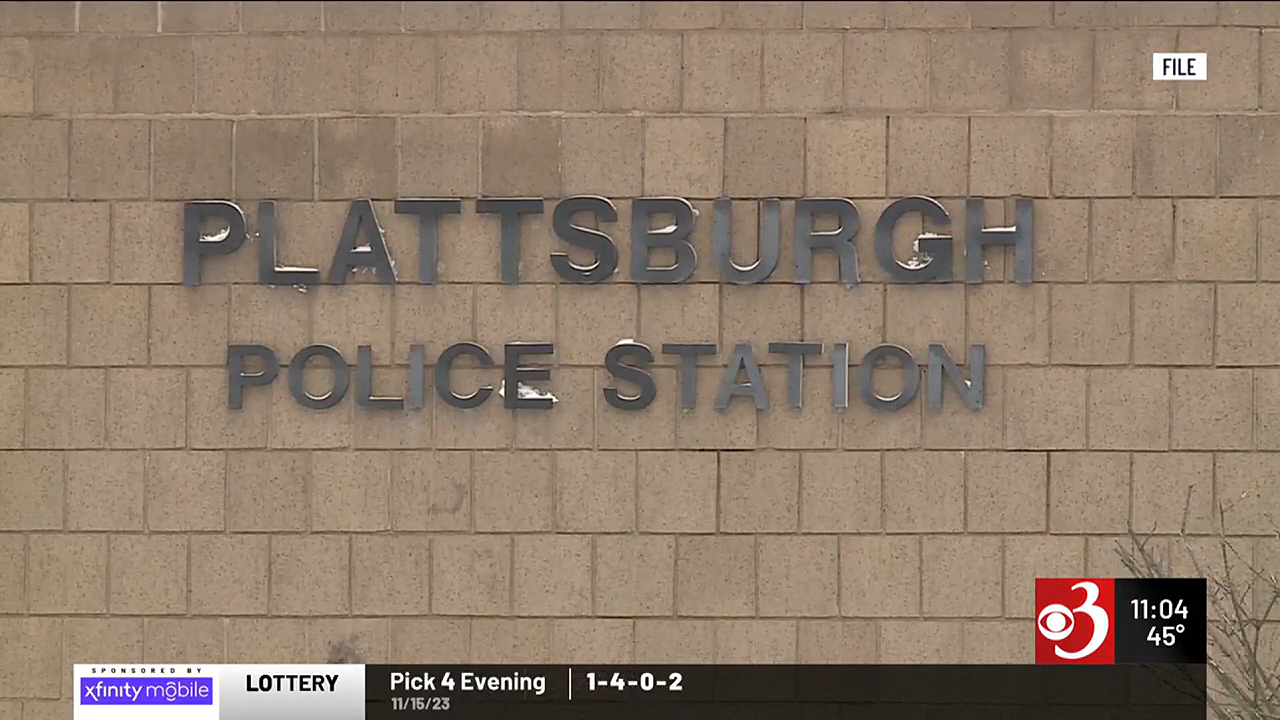 FILE
PLATTSBURGH
POLICE STATION
3
11:04
45°
SPONSORED BY
xfinity mobile
LOTTERY
Pick 4 Evening
1-4-0-2
11/15/23